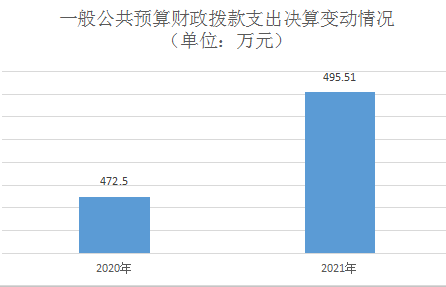 一般公共预算财政拨款支出决算变动情况
（单位：万元）
495.51
472.5
2020年
2021年